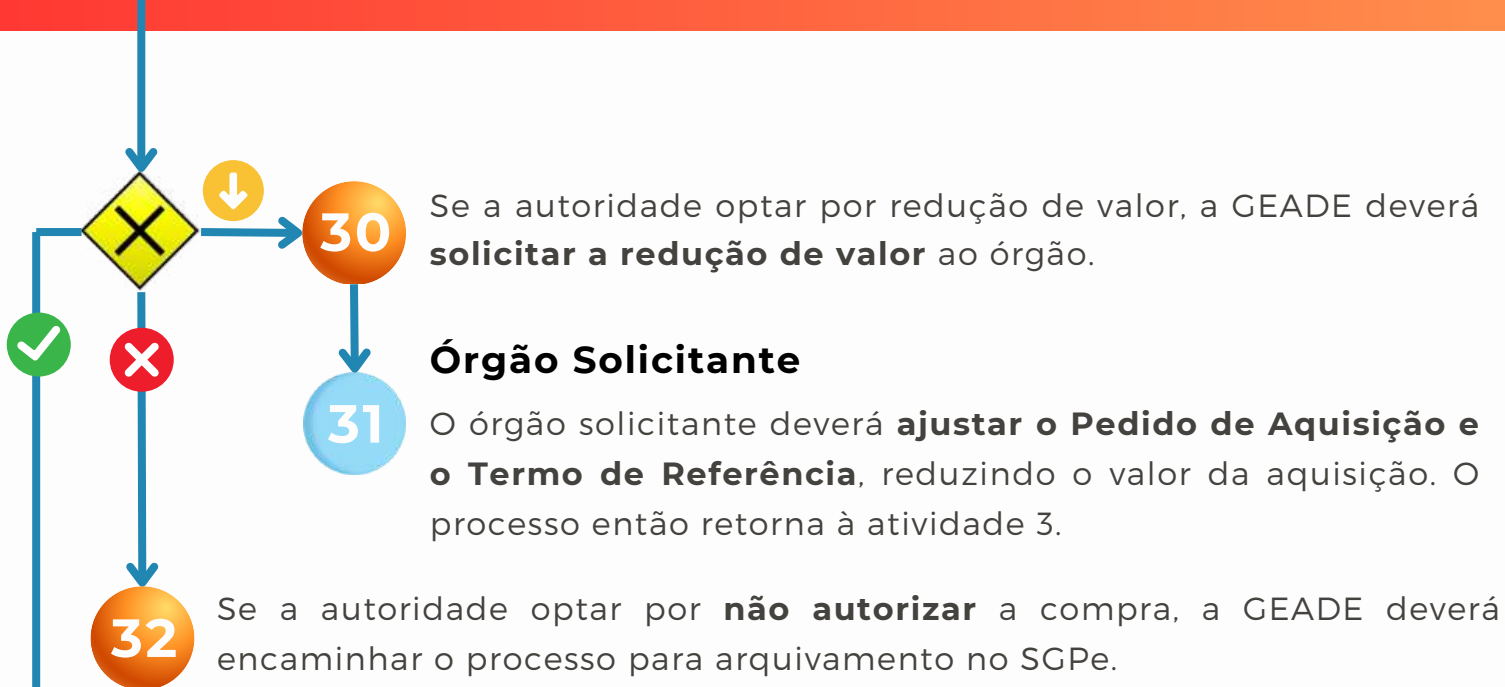 30
Se a autoridade optar por redução de valor, a GEADE deverá
solicitar a redução de valor ao órgão.
Órgão Solicitante
31
O órgão solicitante deverá ajustar o Pedido de Aquisição e
o Termo de Referência, reduzindo o valor da aquisição. O
processo então retorna à atividade 3.
32
Se a autoridade optar por não autorizar a compra, a GEADE deverá
encaminhar o processo para arquivamento no SGPe.